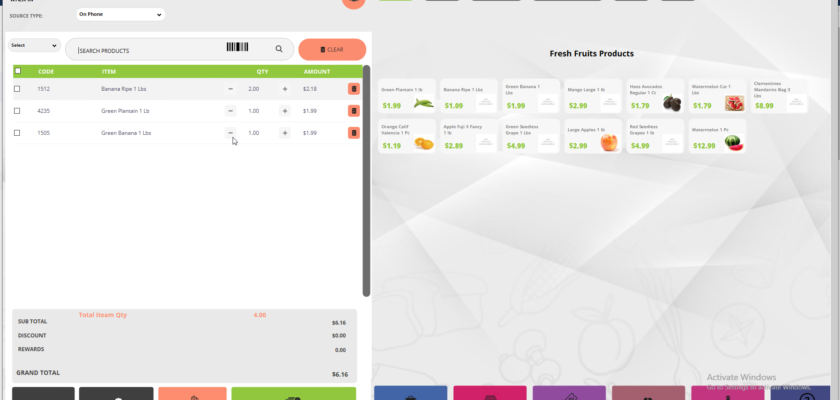 SOURCE TYPE:
On Phone
Select
SEARCH PRODUCTS
CLEAR
CODE ITEM QTY AMOUNT
1512 Banana Ripe 1 Lbs − 2.00 + $2.18
4235 Green Plantain 1 Lb − 1.00 + $1.99
1505 Green Banana 1 Lbs − 1.00 + $1.99
Total Iteam Qty 4.00
SUB TOTAL $6.16
DISCOUNT $0.00
REWARDS 0.00
GRAND TOTAL $6.16
Fresh Fruits Products
Green Plantain 1 lb
$1.99
Banana Ripe 1 Lbs
$1.09
Green Banana 1
Lbs
$1.99
Mango Large 1 lb
$2.99
Hass Avocados
Regular 1 Ct
$1.79
Watermelon Cut 1
Lbs
$1.79
Clementines
Mandarins Bag 3
Lbs
$8.99
Orange Calif
Valencia 1 Pc
$1.19
Apple Fuji X Fancy
1 lb
$2.89
Green Seedless
Grape 1 Lbs
$4.99
Large Apples 1 lb
$2.99
Red Seedless
Grapes 1 lb
$4.99
Watermelon 1 Pc
$12.99
Activate Windows
Go to Settings to activate Windows.